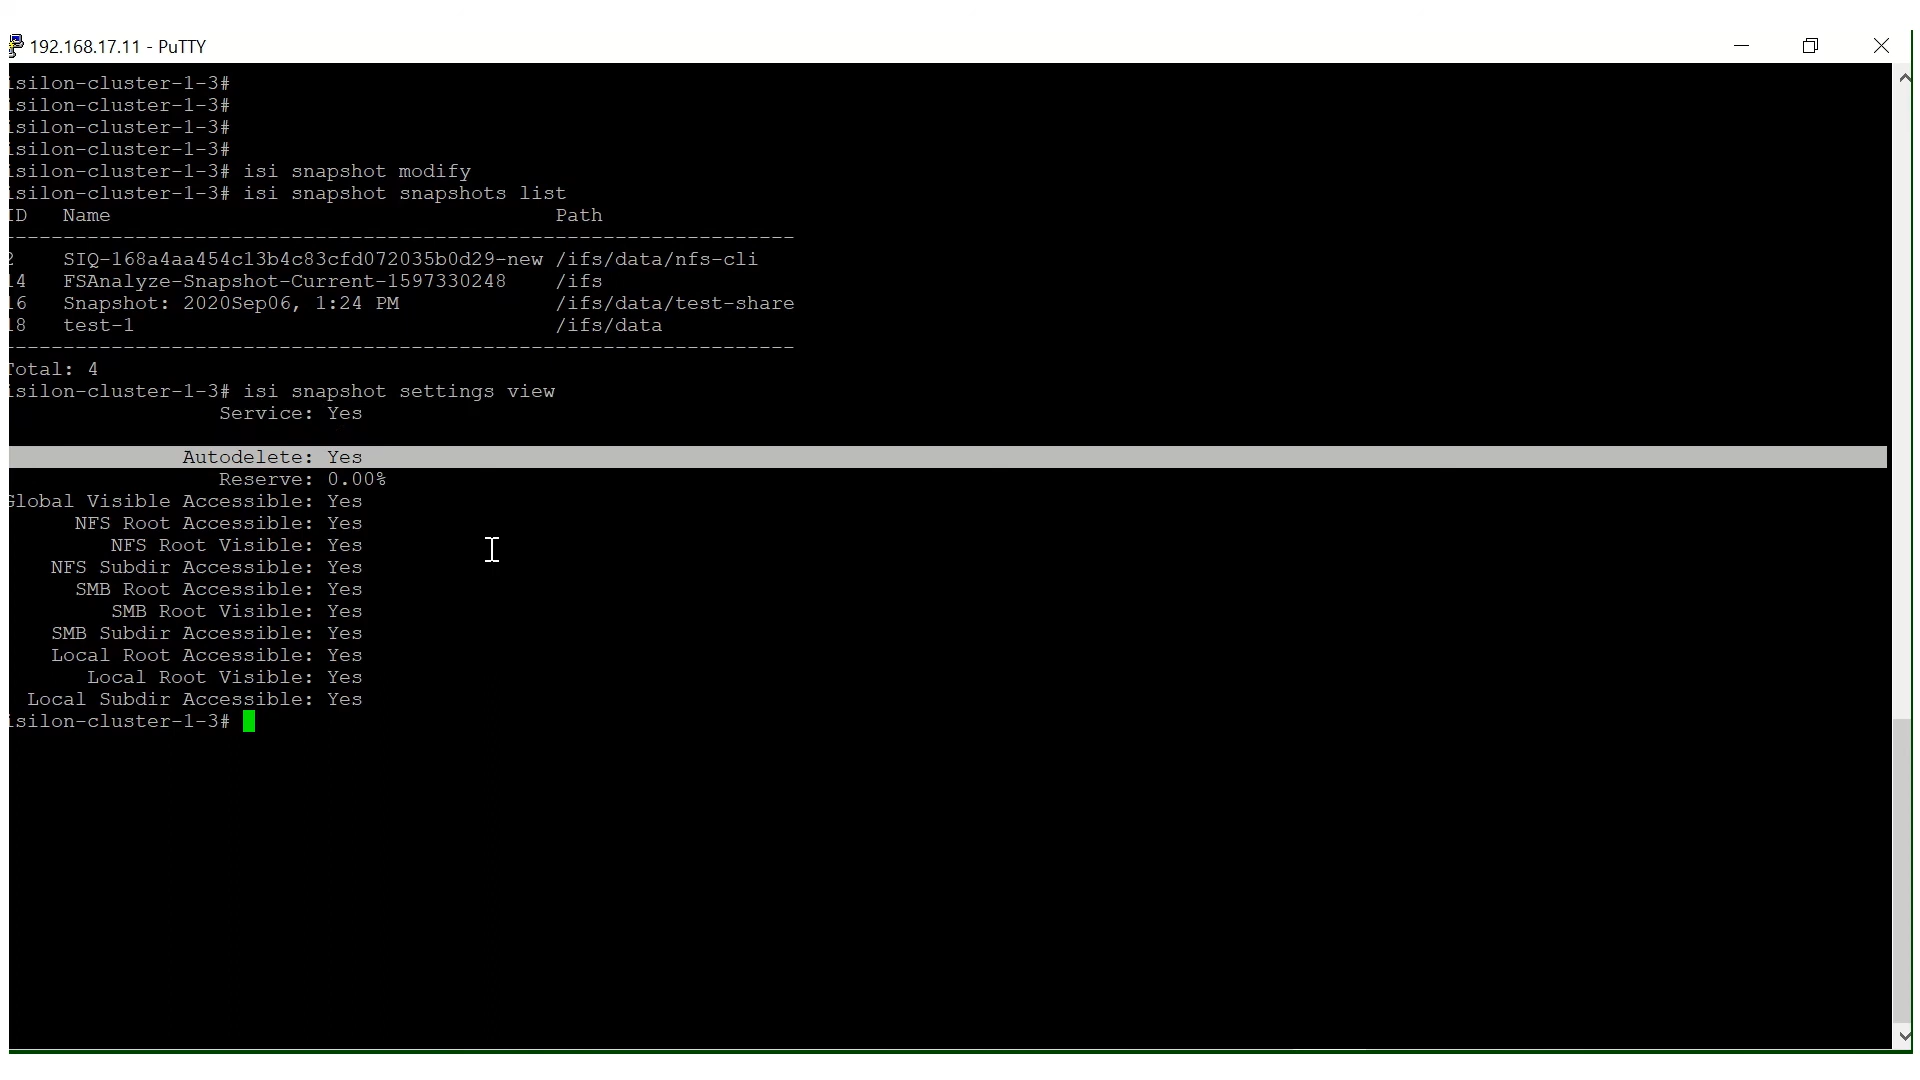 192.168.17.11 - PuTTY
isilon-cluster-1-3#
isilon-cluster-1-3#
isilon-cluster-1-3#
isilon-cluster-1-3#
isilon-cluster-1-3# isi snapshot modify
isilon-cluster-1-3# isi snapshot snapshots list
ID Name Path
--------------------------------------------------------------------
2 SIQ-168a4aa454c13b4c83cfd072035b0d29-new /ifs/data/nfs-cli
14 FSAnalyze-Snapshot-Current-1597330248 /ifs
16 Snapshot: 2020Sep06, 1:24 PM /ifs/data/test-share
18 test-1 /ifs/data
--------------------------------------------------------------------
Total: 4
isilon-cluster-1-3# isi snapshot settings view
Service: Yes
Autodelete: Yes
Reserve: 0.00%
Global Visible Accessible: Yes
NFS Root Accessible: Yes
NFS Root Visible: Yes
NFS Subdir Accessible: Yes
SMB Root Accessible: Yes
SMB Root Visible: Yes
SMB Subdir Accessible: Yes
Local Root Accessible: Yes
Local Root Visible: Yes
Local Subdir Accessible: Yes
isilon-cluster-1-3#